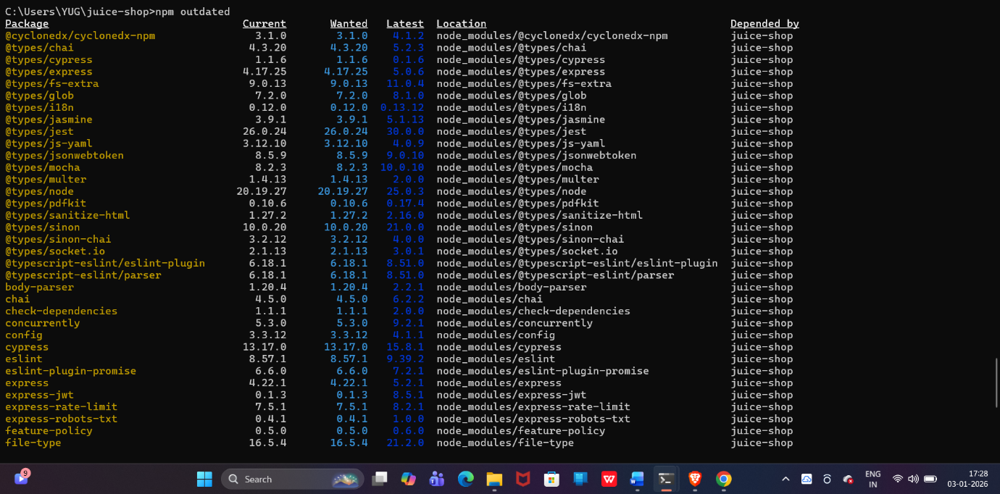 C:\Users\YUG\juice-shop>npm outdated
Package Current Wanted Latest Location Depended by
@cyclonedx/cyclonedx-npm 3.1.0 3.1.0 4.1.2 node_modules/@cyclonedx/cyclonedx-npm juice-shop
@types/chai 4.3.20 4.3.20 5.2.3 node_modules/@types/chai juice-shop
@types/cypress 1.1.6 1.1.6 0.1.6 node_modules/@types/cypress juice-shop
@types/express 4.17.25 4.17.25 5.0.6 node_modules/@types/express juice-shop
@types/fs-extra 9.0.13 9.0.13 11.0.4 node_modules/@types/fs-extra juice-shop
@types/glob 7.2.0 7.2.0 8.1.0 node_modules/@types/glob juice-shop
@types/i18n 0.12.0 0.12.0 0.13.12 node_modules/@types/i18n juice-shop
@types/jasmine 3.9.1 3.9.1 5.1.13 node_modules/@types/jasmine juice-shop
@types/jest 26.0.24 26.0.24 30.0.0 node_modules/@types/jest juice-shop
@types/js-yaml 3.12.10 3.12.10 4.0.9 node_modules/@types/js-yaml juice-shop
@types/jsonwebtoken 8.5.9 8.5.9 9.0.10 node_modules/@types/jsonwebtoken juice-shop
@types/mocha 8.2.3 8.2.3 10.0.10 node_modules/@types/mocha juice-shop
@types/multer 1.4.13 1.4.13 2.0.0 node_modules/@types/multer juice-shop
@types/node 20.19.27 20.19.27 25.0.3 node_modules/@types/node juice-shop
@types/pdfkit 0.10.6 0.10.6 0.17.4 node_modules/@types/pdfkit juice-shop
@types/sanitize-html 1.27.2 1.27.2 2.16.0 node_modules/@types/sanitize-html juice-shop
@types/sinon 10.0.20 10.0.20 21.0.0 node_modules/@types/sinon juice-shop
@types/sinon-chai 3.2.12 3.2.12 4.0.0 node_modules/@types/sinon-chai juice-shop
@types/socket.io 2.1.13 2.1.13 3.0.1 node_modules/@types/socket.io juice-shop
@typescript-eslint/eslint-plugin 6.18.1 6.18.1 8.51.0 node_modules/@typescript-eslint/eslint-plugin juice-shop
@typescript-eslint/parser 6.18.1 6.18.1 8.51.0 node_modules/@typescript-eslint/parser juice-shop
body-parser 1.20.4 1.20.4 2.2.1 node_modules/body-parser juice-shop
chai 4.5.0 4.5.0 6.2.2 node_modules/chai juice-shop
check-dependencies 1.1.1 1.1.1 2.0.0 node_modules/check-dependencies juice-shop
concurrently 5.3.0 5.3.0 9.2.1 node_modules/concurrently juice-shop
config 3.3.12 3.3.12 4.1.1 node_modules/config juice-shop
cypress 13.17.0 13.17.0 15.8.1 node_modules/cypress juice-shop
eslint 8.57.1 8.57.1 9.39.2 node_modules/eslint juice-shop
eslint-plugin-promise 6.6.0 6.6.0 7.2.1 node_modules/eslint-plugin-promise juice-shop
express 4.22.1 4.22.1 5.2.1 node_modules/express juice-shop
express-jwt 0.1.3 0.1.3 8.5.1 node_modules/express-jwt juice-shop
express-rate-limit 7.5.1 7.5.1 8.2.1 node_modules/express-rate-limit juice-shop
express-robots-txt 0.4.1 0.4.1 1.0.0 node_modules/express-robots-txt juice-shop
feature-policy 0.5.0 0.5.0 0.6.0 node_modules/feature-policy juice-shop
file-type 16.5.4 16.5.4 21.2.0 node_modules/file-type juice-shop
9
Search
W
W
ENG
IN
17:28
03-01-2026